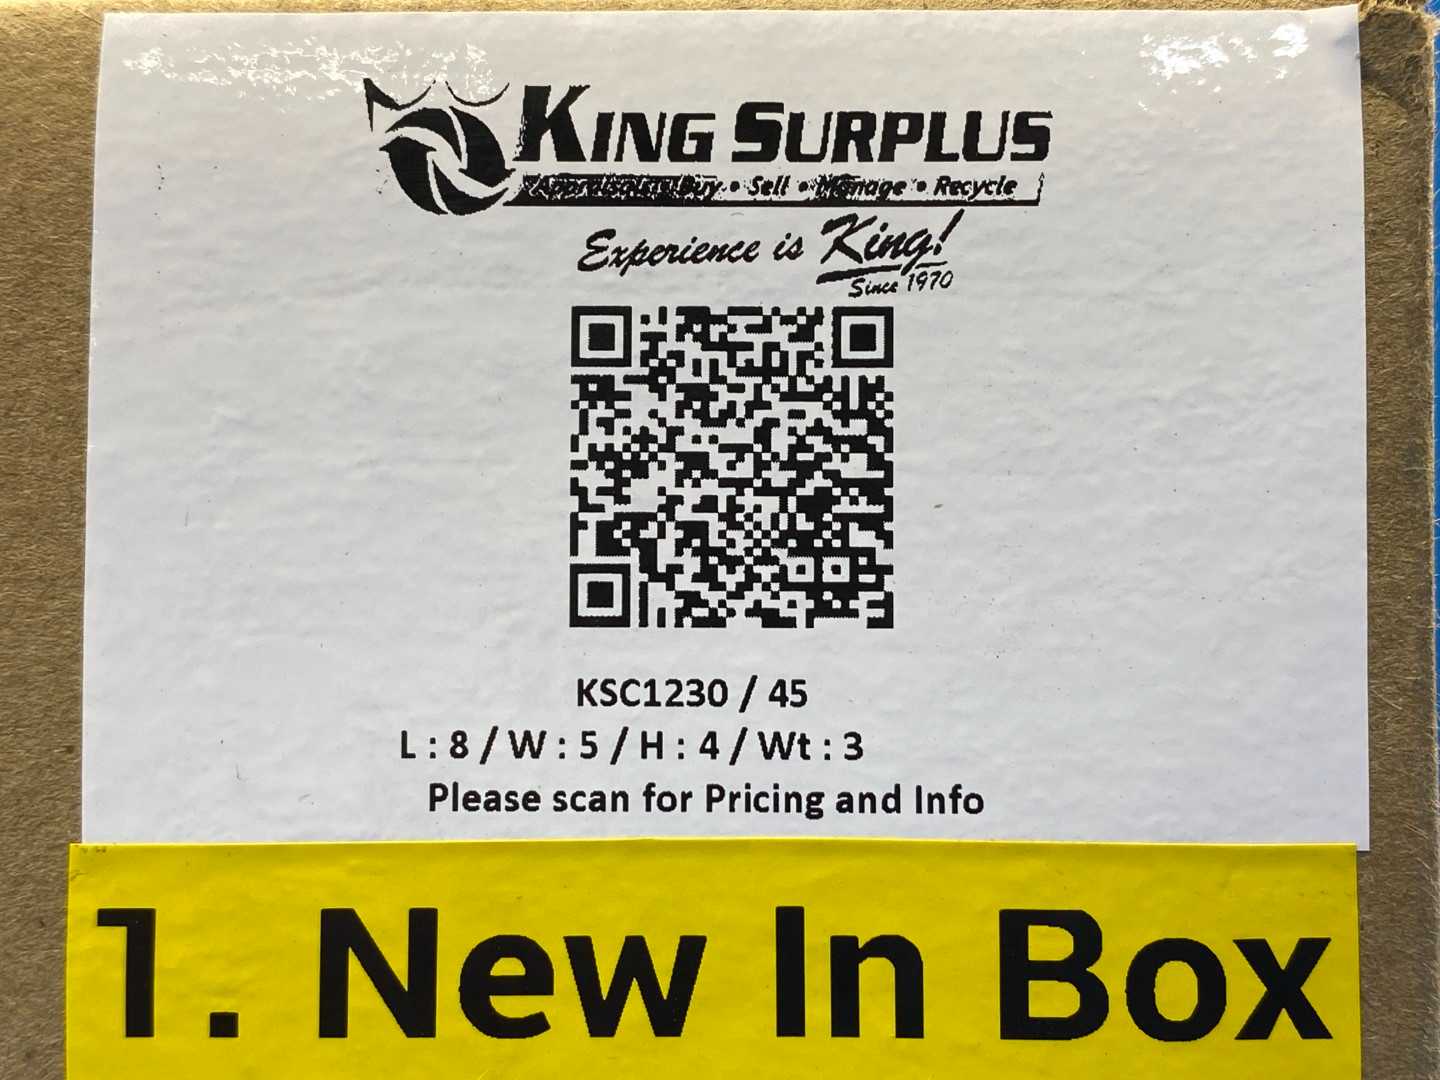 KING SURPLUS
Appraisals • Buy • Sell • Manage • Recycle
Experience is King!
Since 1970
KSC1230 / 45
L : 8 / W : 5 / H : 4 / Wt : 3
Please scan for Pricing and Info
1. New In Box